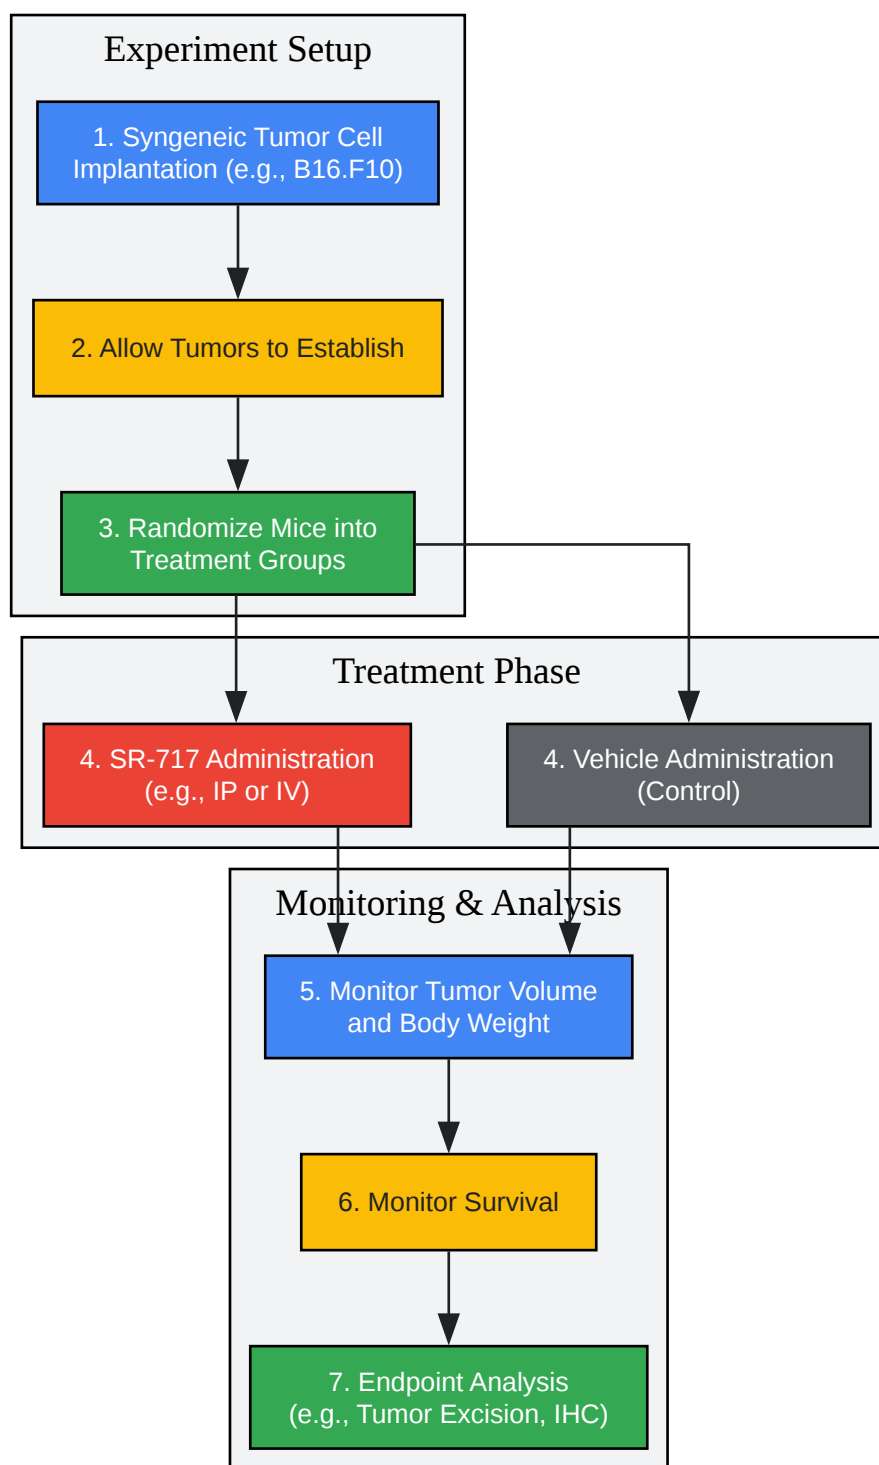 Experiment Setup
1. Syngeneic Tumor Cell
Implantation (e.g., B16.F10)
2. Allow Tumors to Establish
3. Randomize Mice into
Treatment Groups
Treatment Phase
4. SR-717 Administration
(e.g., IP or IV)
4. Vehicle Administration
(Control)
Monitoring & Analysis
5. Monitor Tumor Volume
and Body Weight
6. Monitor Survival
7. Endpoint Analysis
(e.g., Tumor Excision, IHC)